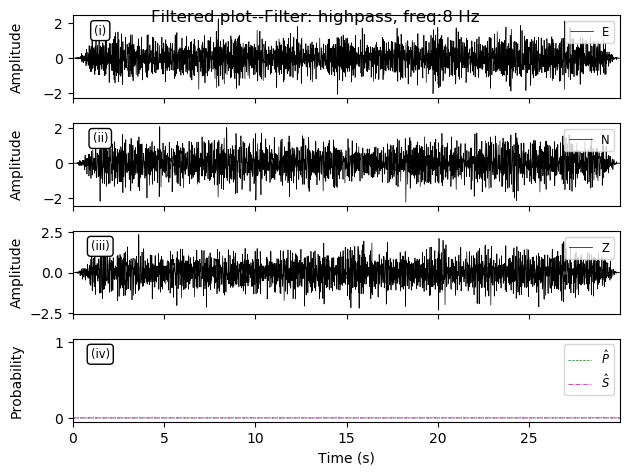 Filtered plot--Filter: highpass, freq:8 Hz
2
0
−2
Amplitude
(i)
E
2
0
−2
Amplitude
(ii)
N
2.5
0.0
−2.5
Amplitude
(iii)
Z
1
0
Probability
(iv)
P̂
Ŝ
0 5 10 15 20 25
Time (s)